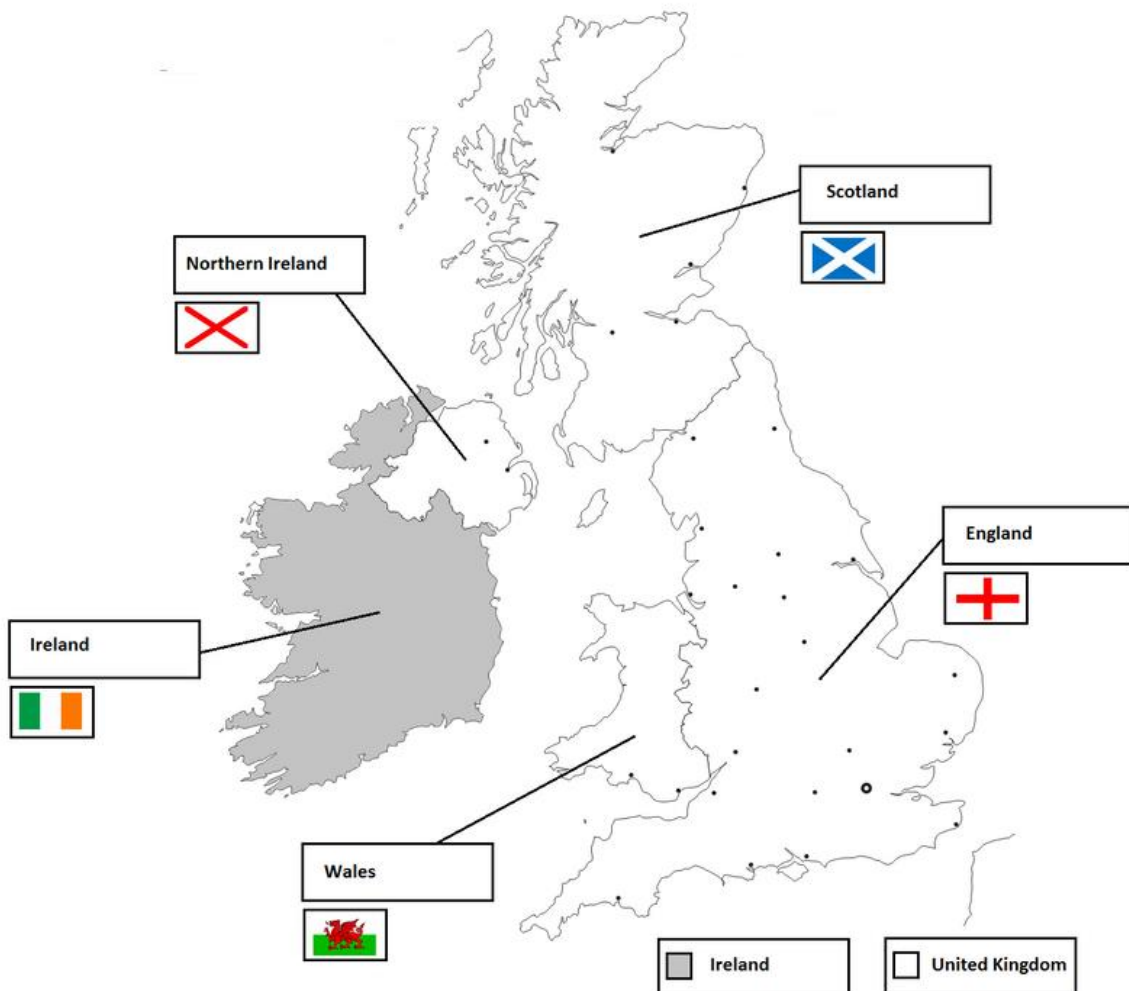 Scotland
Northern Ireland
England
Ireland
Wales
Ireland
United Kingdom